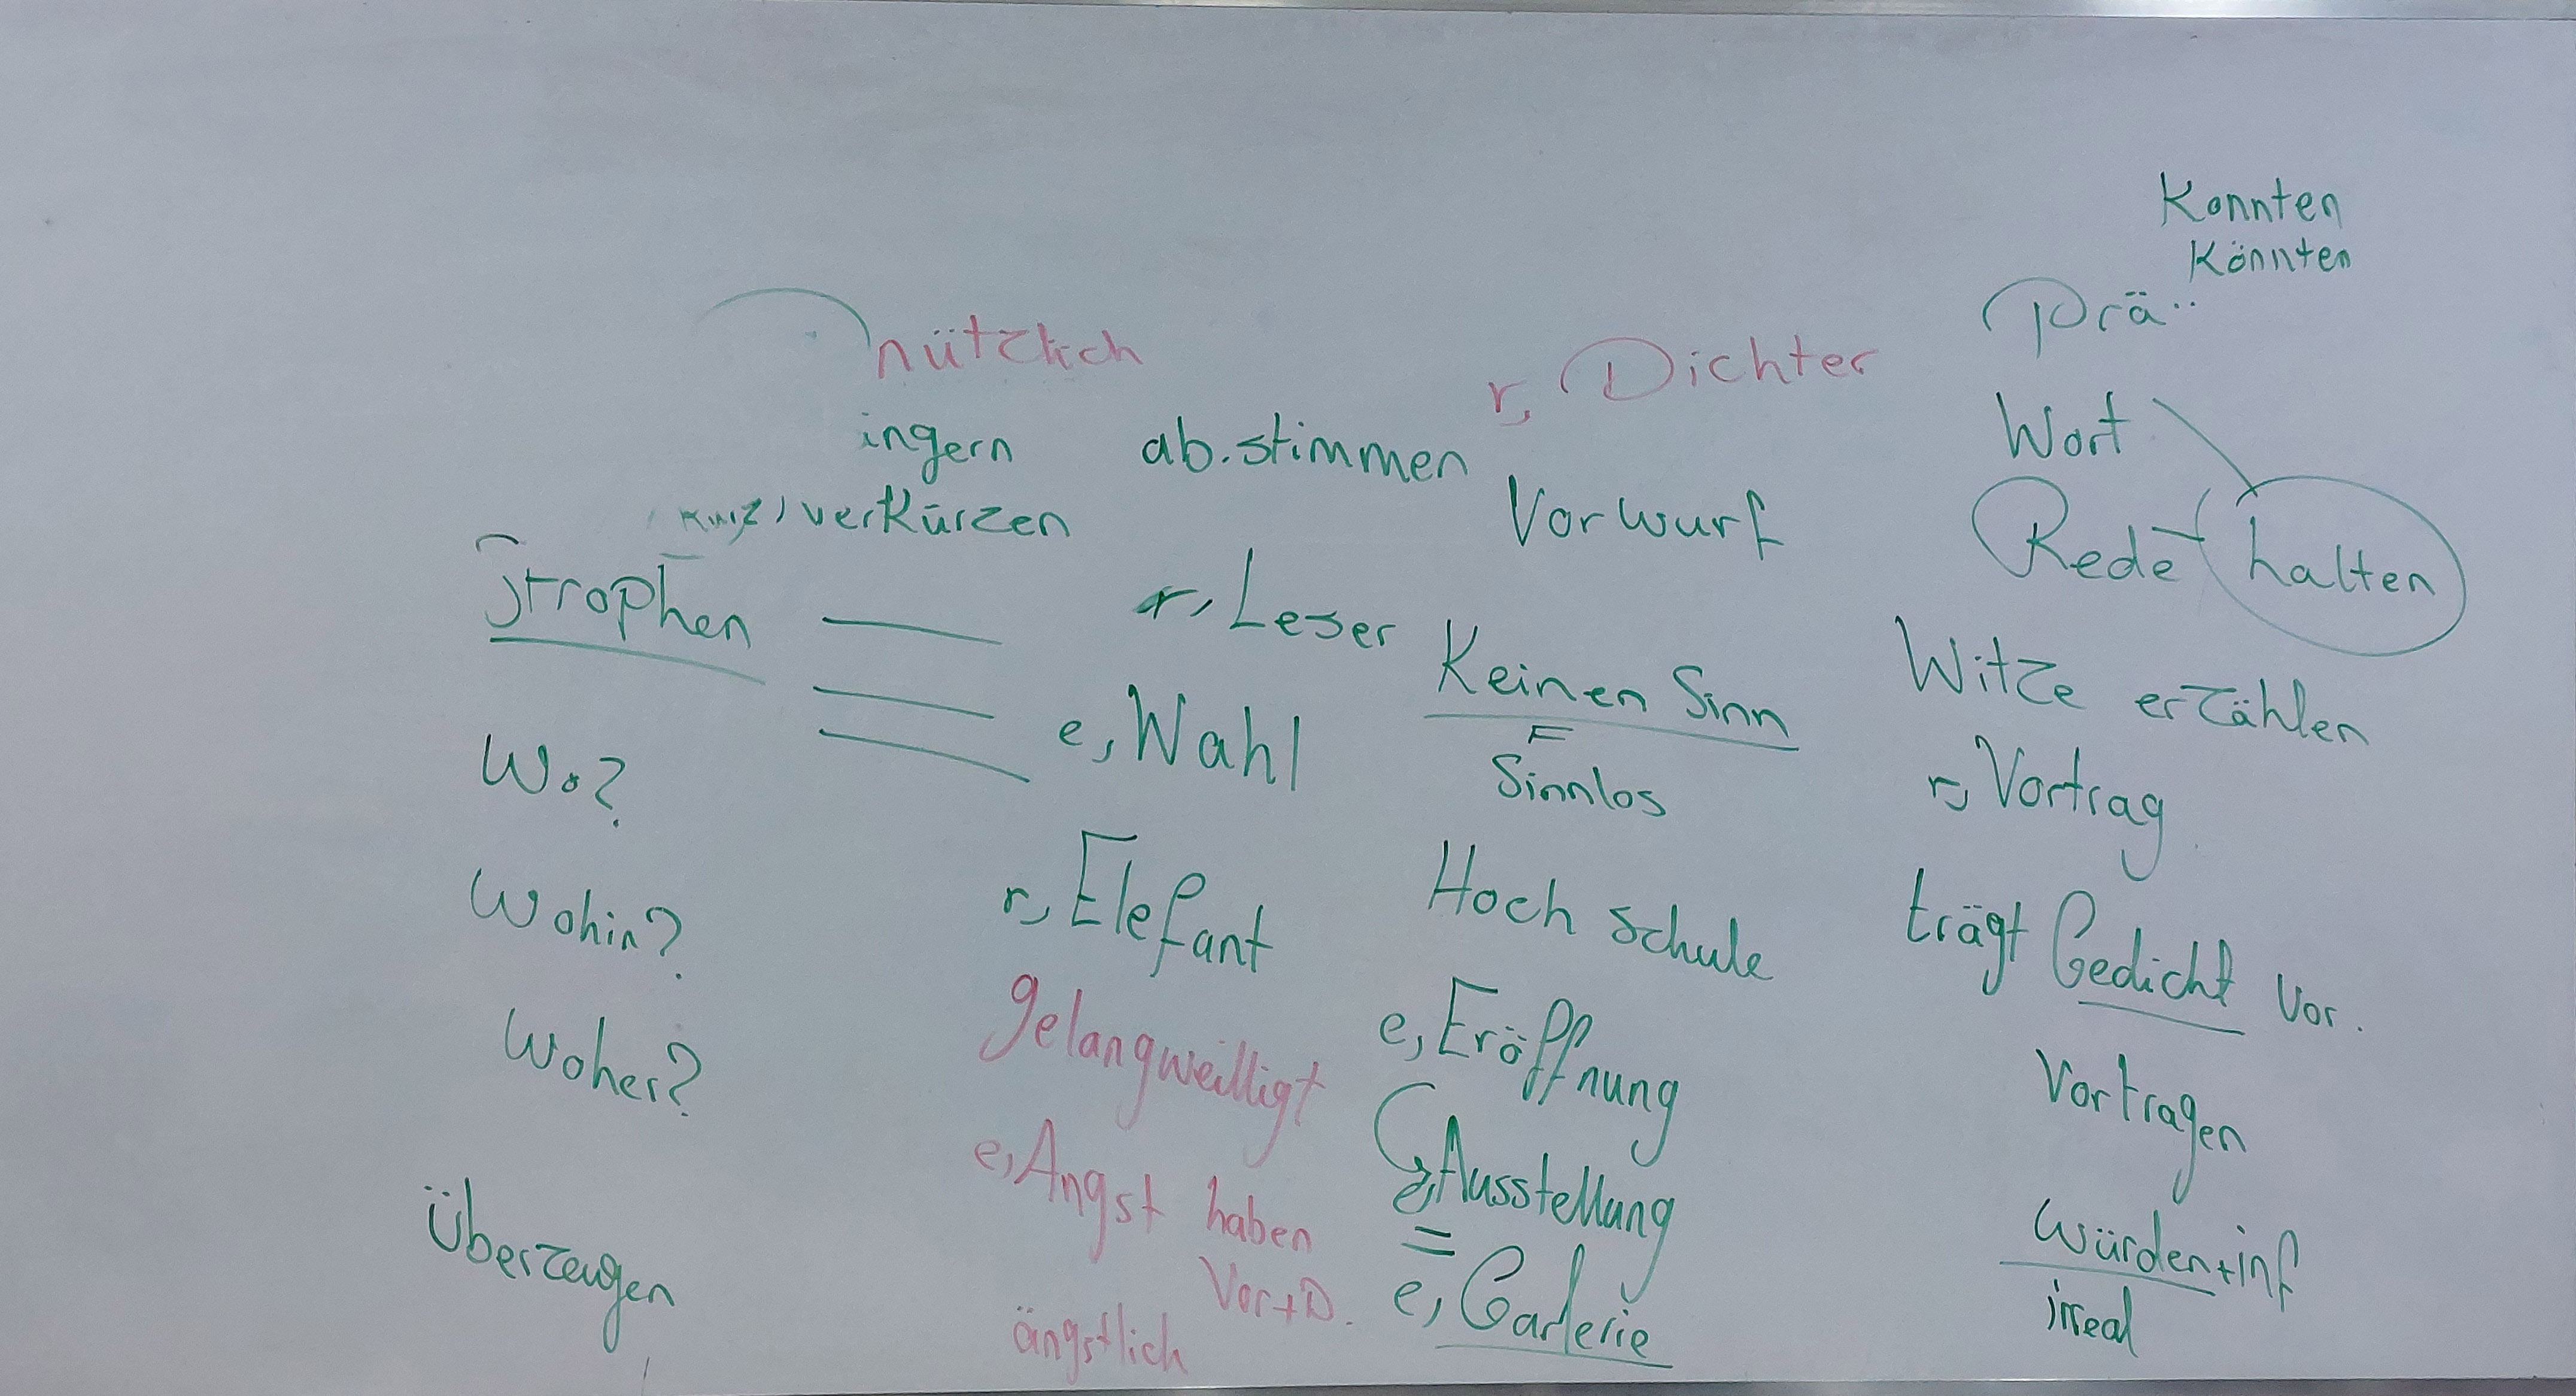 Konnten
Könnten
Prä..
nützlich
r, Dichter
Wort
ingern
ab.stimmen
verkürzen
Vorwurf
Rede halten
Strophen
r, Leser
Keinen Sinn
=
Sinnlos
Witze erzählen
e, Wahl
Wo?
r, Vortrag
r, Elefant
Hoch schule
trägt Gedicht vor.
Wohin?
gelangweilligt
e, Eröffnung
Vortragen
Woher?
e, Angst haben
Vor+D.
e, Ausstellung
=
e, Garlerie
würden+inf
irreal
Überzeugen
ängstlich